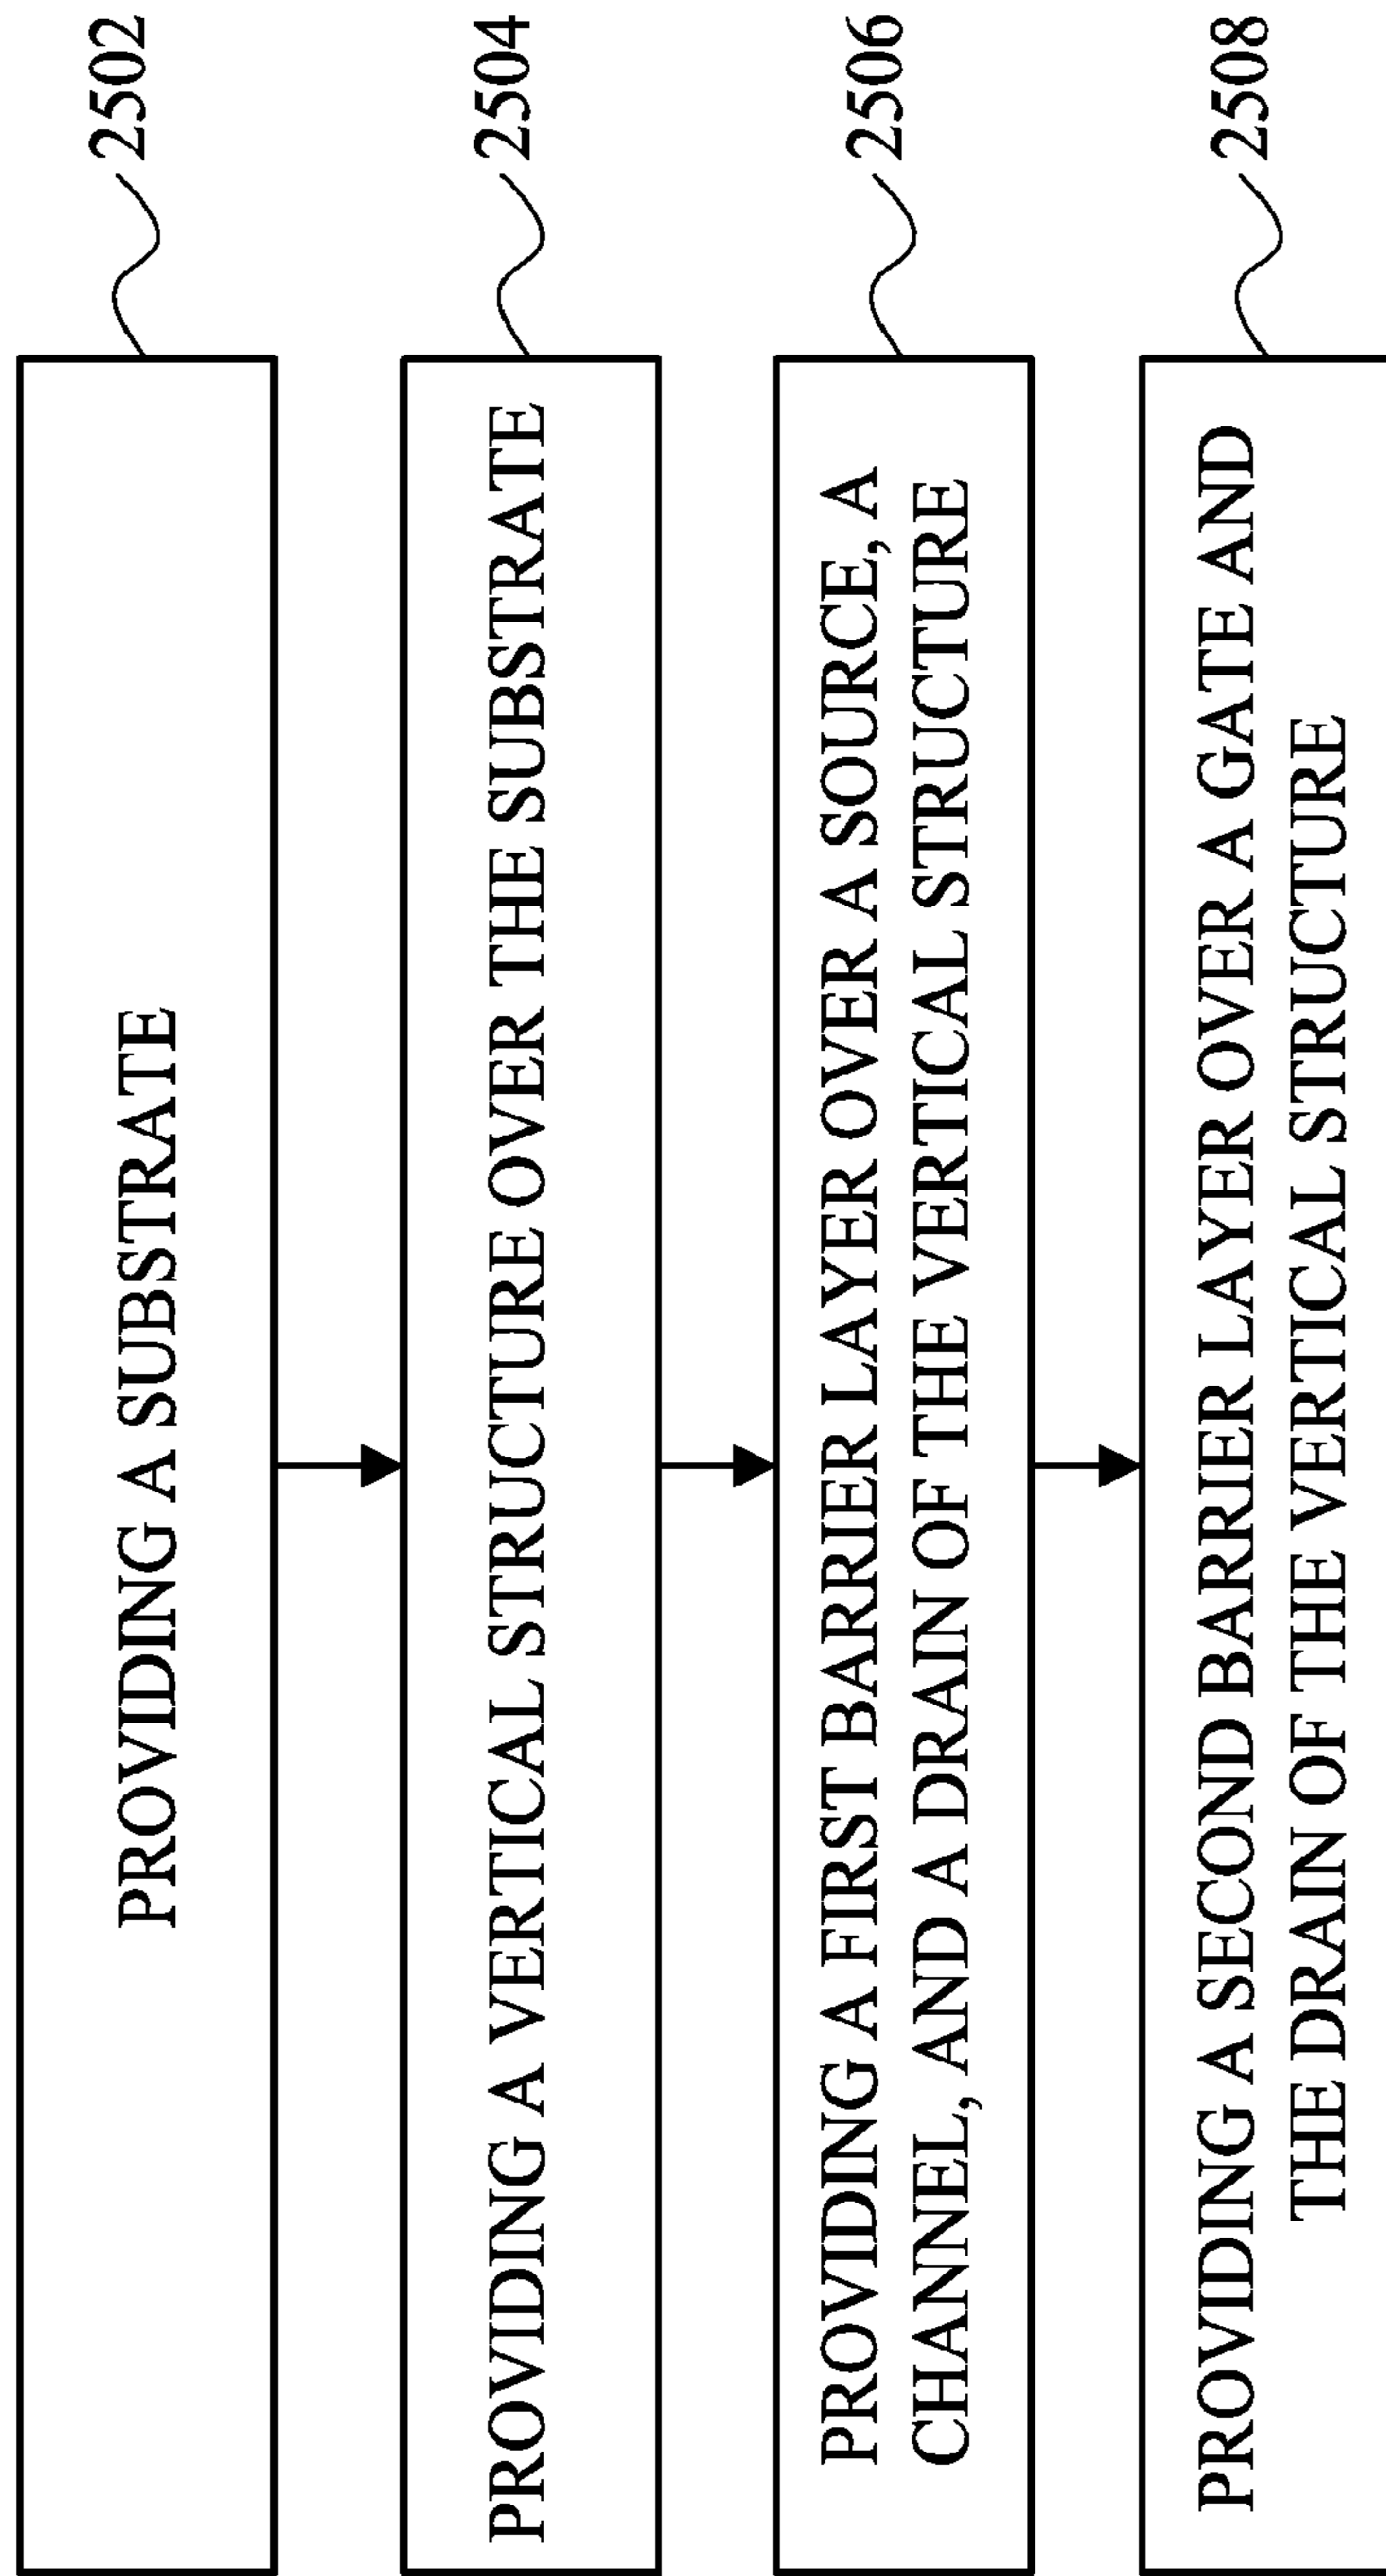 PROVIDING A SUBSTRATE
2502
PROVIDING A VERTICAL STRUCTURE OVER THE SUBSTRATE
2504
PROVIDING A FIRST BARRIER LAYER OVER A SOURCE, A
CHANNEL, AND A DRAIN OF THE VERTICAL STRUCTURE
2506
PROVIDING A SECOND BARRIER LAYER OVER A GATE AND
THE DRAIN OF THE VERTICAL STRUCTURE
2508